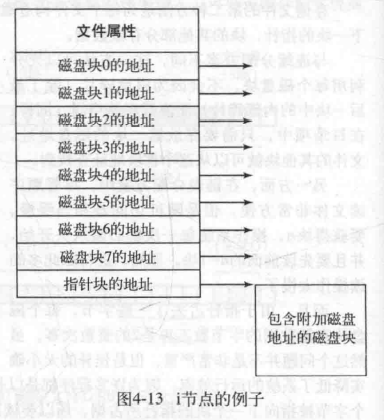 文件属性
磁盘块0的地址
磁盘块1的地址
磁盘块2的地址
磁盘块3的地址
磁盘块4的地址
磁盘块5的地址
磁盘块6的地址
磁盘块7的地址
指针块的地址
包含附加磁盘
地址的磁盘块
图4-13 i节点的例子